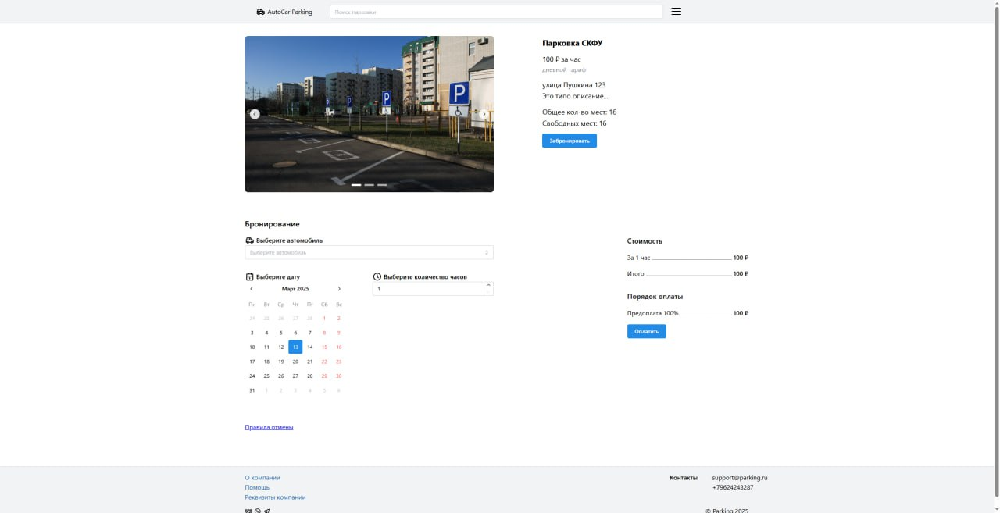 AutoCar Parking
Поиск парковки
Парковка СКФУ
100 ₽ за час
дневной тариф
улица Пушкина 123
Это типо описание....
Общее кол-во мест: 16
Свободных мест: 16
Забронировать
P
P
P
Бронирование
Выберите автомобиль
Выберите автомобиль
Выберите дату
Март 2025
Пн Вт Ср Чт Пт Сб Вс
24 25 26 27 28 1 2
3 4 5 6 7 8 9
10 11 12 13 14 15 16
17 18 19 20 21 22 23
24 25 26 27 28 29 30
31 1 2 3 4 5 6
Выберите количество часов
1
Стоимость
За 1 час 100 ₽
Итого 100 ₽
Порядок оплаты
Предоплата 100% 100 ₽
Оплатить
Правила отмены
О компании
Помощь
Реквизиты компании
Контакты support@parking.ru
+79624243287
© Parking 2025